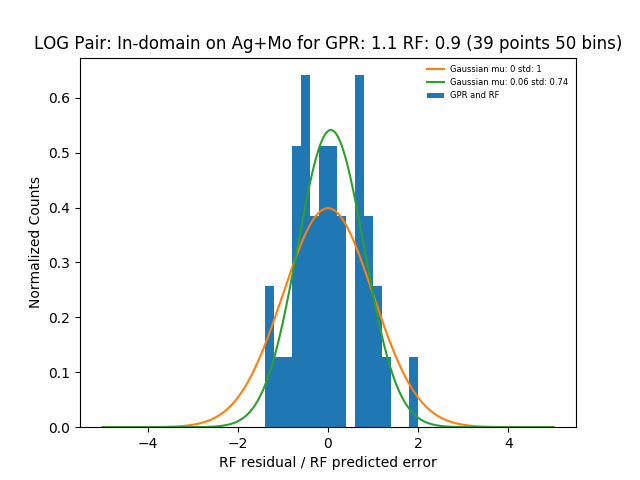 LOG Pair: In-domain on Ag+Mo for GPR: 1.1 RF: 0.9 (39 points 50 bins)
Gaussian mu: 0 std: 1
Gaussian mu: 0.06 std: 0.74
GPR and RF
Normalized Counts
0.6
0.5
0.4
0.3
0.2
0.1
0.0
−4 −2 0 2 4
RF residual / RF predicted error